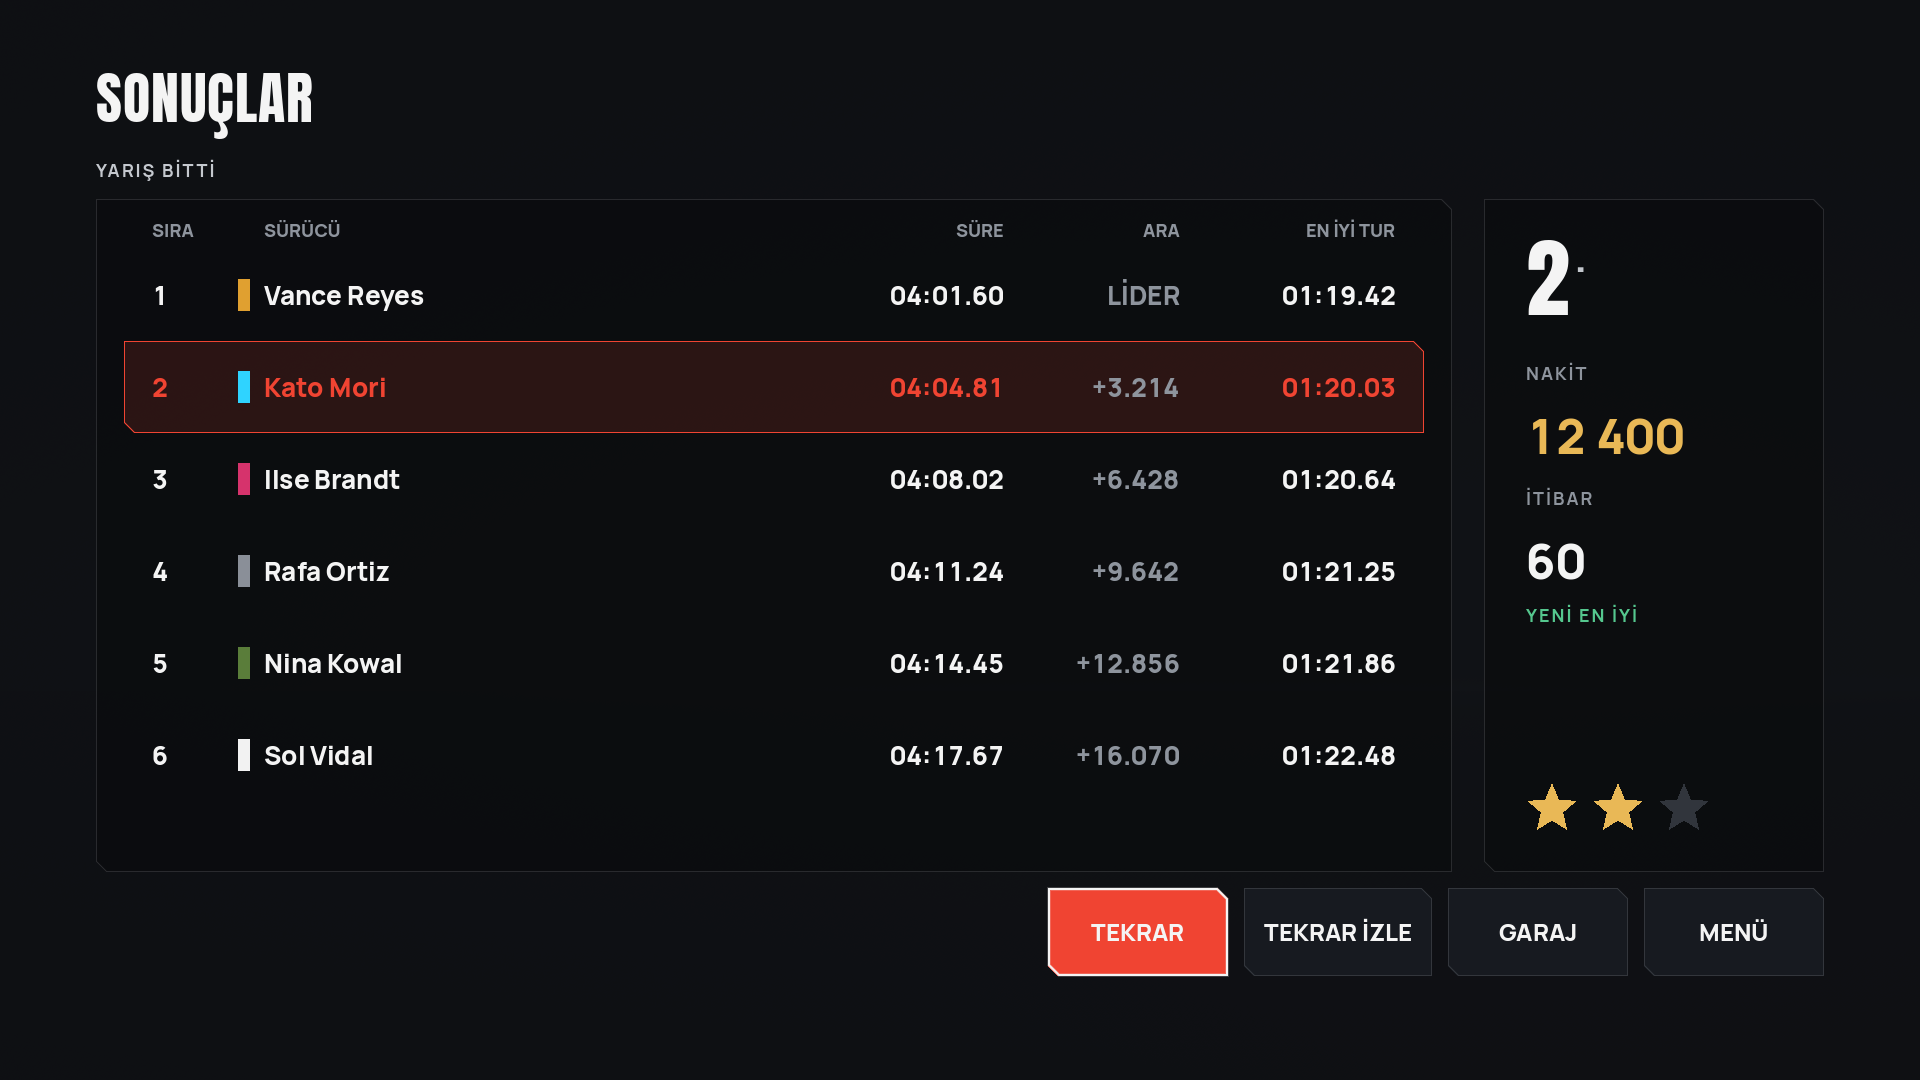 SONUÇLAR
YARIŞ BİTTİ
SIRA SÜRÜCÜ SÜRE ARA EN İYİ TUR
1 Vance Reyes 04:01.60 LİDER 01:19.42
2 Kato Mori 04:04.81 +3.214 01:20.03
3 Ilse Brandt 04:08.02 +6.428 01:20.64
4 Rafa Ortiz 04:11.24 +9.642 01:21.25
5 Nina Kowal 04:14.45 +12.856 01:21.86
6 Sol Vidal 04:17.67 +16.070 01:22.48
2.
NAKİT
12 400
İTİBAR
60
YENİ EN İYİ
TEKRAR TEKRAR İZLE GARAJ MENÜ